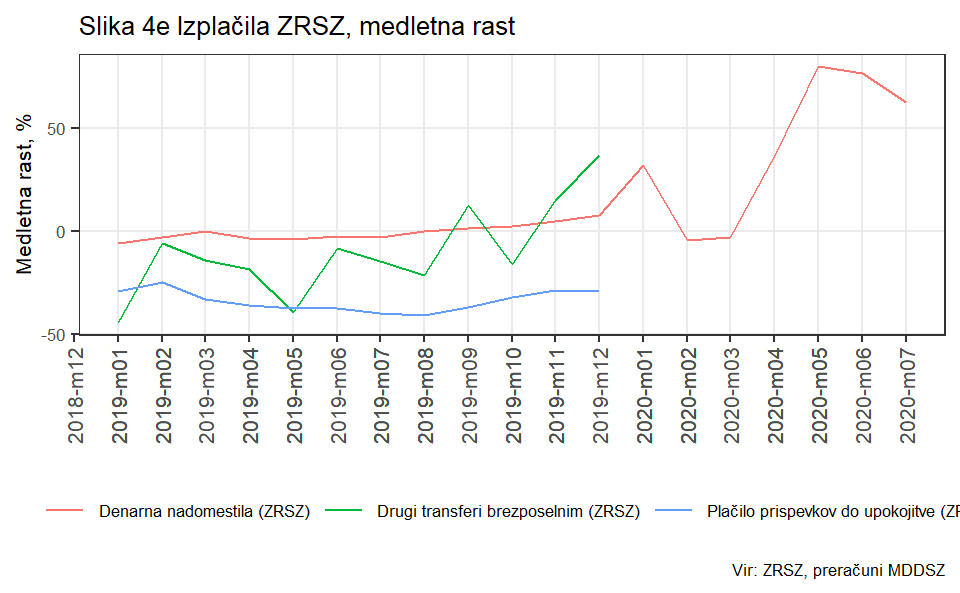 Slika 4e Izplačila ZRSZ, medletna rast
Medletna rast, %
50
0
-50
2018-m12
2019-m01
2019-m02
2019-m03
2019-m04
2019-m05
2019-m06
2019-m07
2019-m08
2019-m09
2019-m10
2019-m11
2019-m12
2020-m01
2020-m02
2020-m03
2020-m04
2020-m05
2020-m06
2020-m07
Denarna nadomestila (ZRSZ)
Drugi transferi brezposelnim (ZRSZ)
Plačilo prispevkov do upokojitve (ZR
Vir: ZRSZ, preračuni MDDSZ